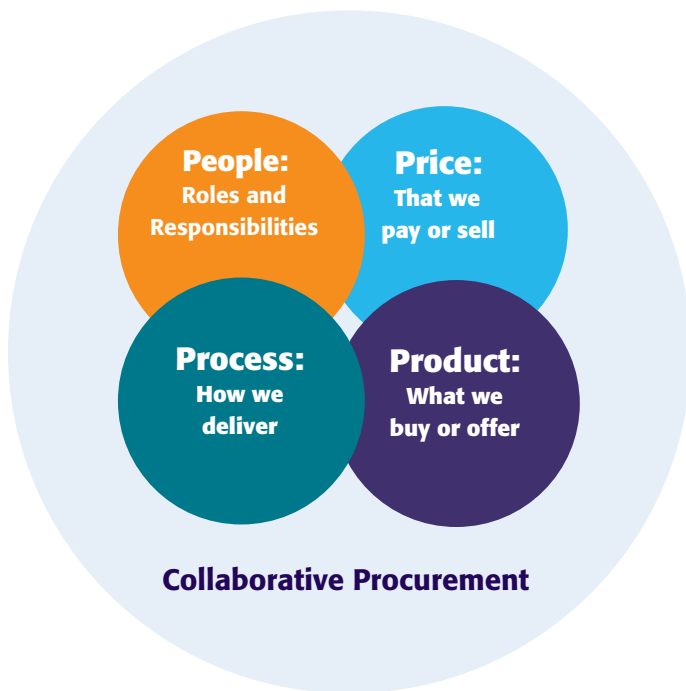 People:
Roles and
Responsibilities
Price:
That we
pay or sell
Process:
How we
deliver
Product:
What we
buy or offer
Collaborative Procurement